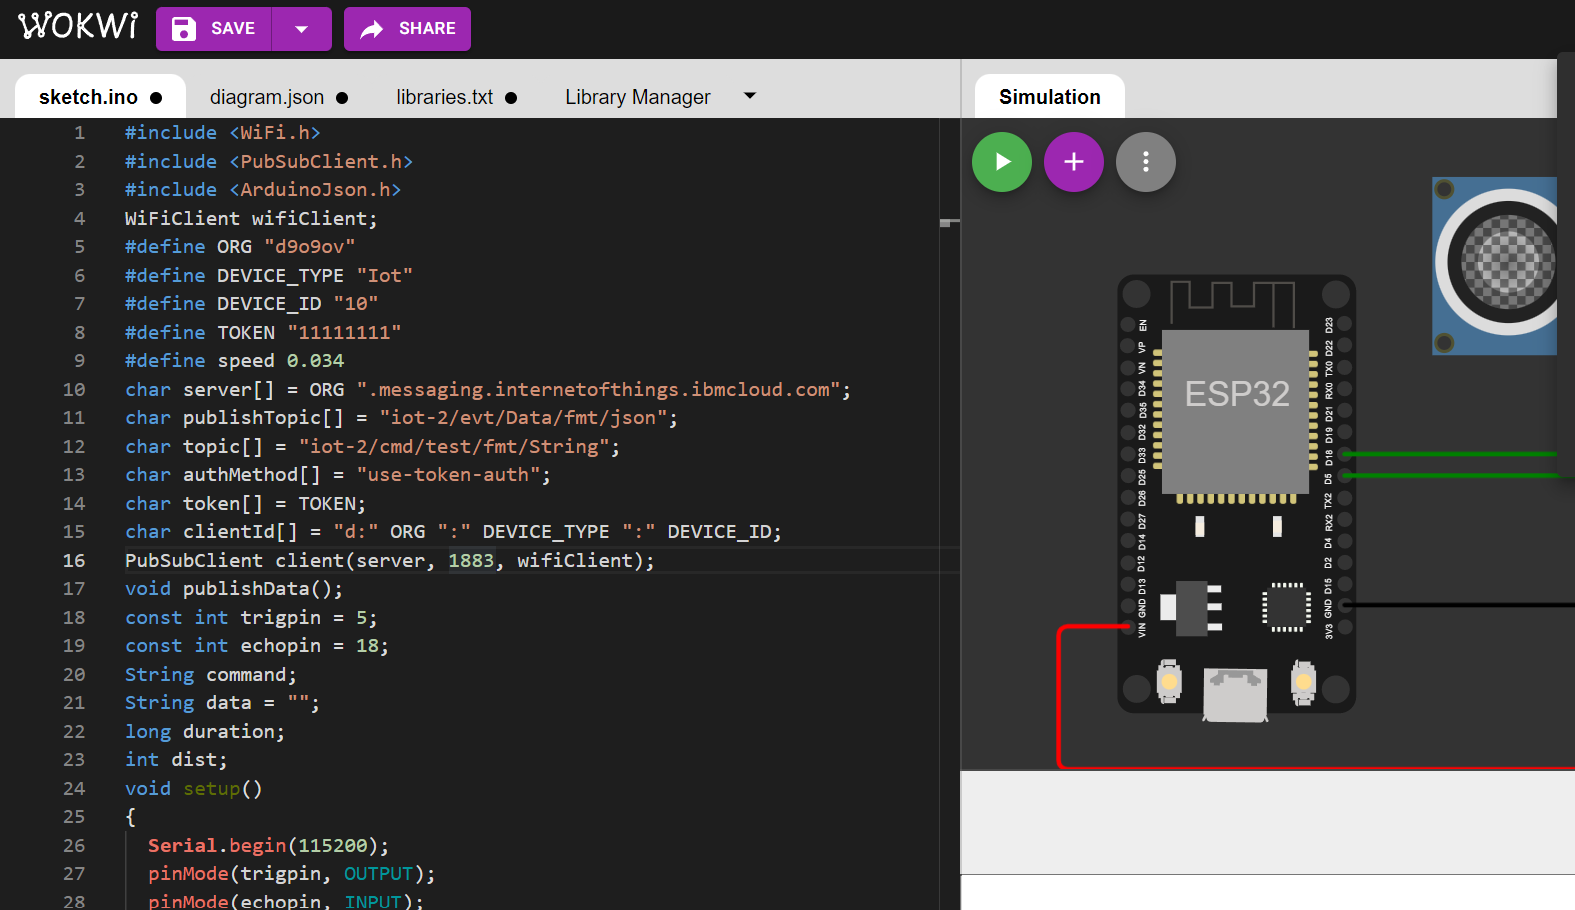 WOKWi
SAVE
SHARE
sketch.ino ●
diagram.json ●
libraries.txt ●
Library Manager
Simulation
1 #include <WiFi.h>
2 #include <PubSubClient.h>
3 #include <ArduinoJson.h>
4 WiFiClient wifiClient;
5 #define ORG "d9o9ov"
6 #define DEVICE_TYPE "Iot"
7 #define DEVICE_ID "10"
8 #define TOKEN "11111111"
9 #define speed 0.034
10 char server[] = ORG ".messaging.internetofthings.ibmcloud.com";
11 char publishTopic[] = "iot-2/evt/Data/fmt/json";
12 char topic[] = "iot-2/cmd/test/fmt/String";
13 char authMethod[] = "use-token-auth";
14 char token[] = TOKEN;
15 char clientId[] = "d:" ORG ":" DEVICE_TYPE ":" DEVICE_ID;
16 PubSubClient client(server, 1883, wifiClient);
17 void publishData();
18 const int trigpin = 5;
19 const int echopin = 18;
20 String command;
21 String data = "";
22 long duration;
23 int dist;
24 void setup()
25 {
26 Serial.begin(115200);
27 pinMode(trigpin, OUTPUT);
28 pinMode(echopin, INPUT);
ESP32
EN
VP
VN
D34
D35
D32
D33
D25
D26
D27
D14
D12
D13
GND
VIN
D23
D22
TX0
RX0
D21
D19
D18
D5
TX2
RX2
D4
D2
D15
GND
3V3